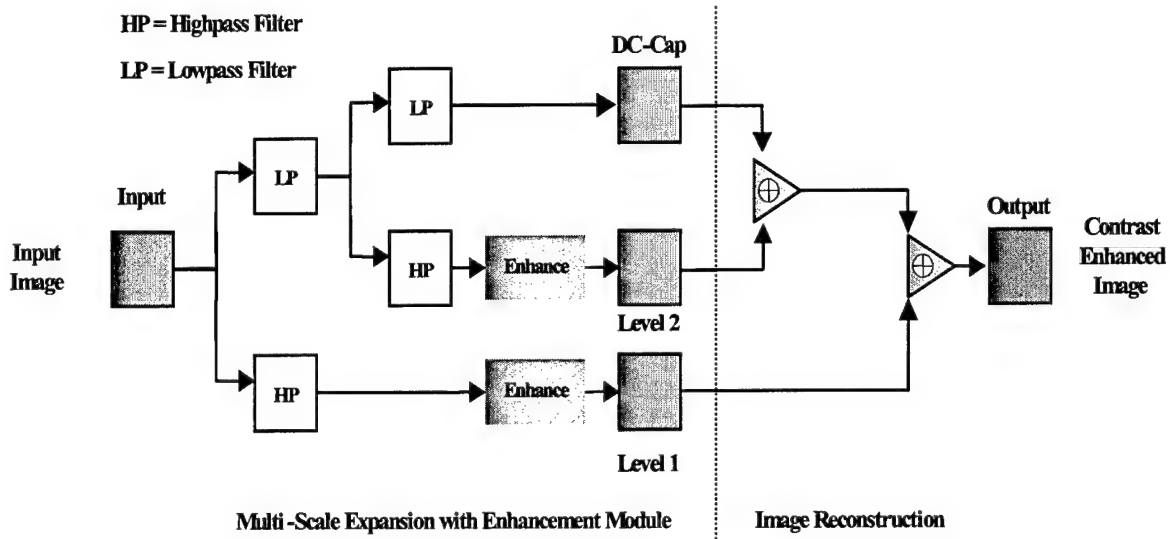 HP = Highpass Filter
LP = Lowpass Filter
DC-Cap
LP
LP
Input
Input
Image
HP
Enhance
Level 2
HP
Enhance
Level 1
Output
Contrast
Enhanced
Image
Multi-Scale Expansion with Enhancement Module
Image Reconstruction